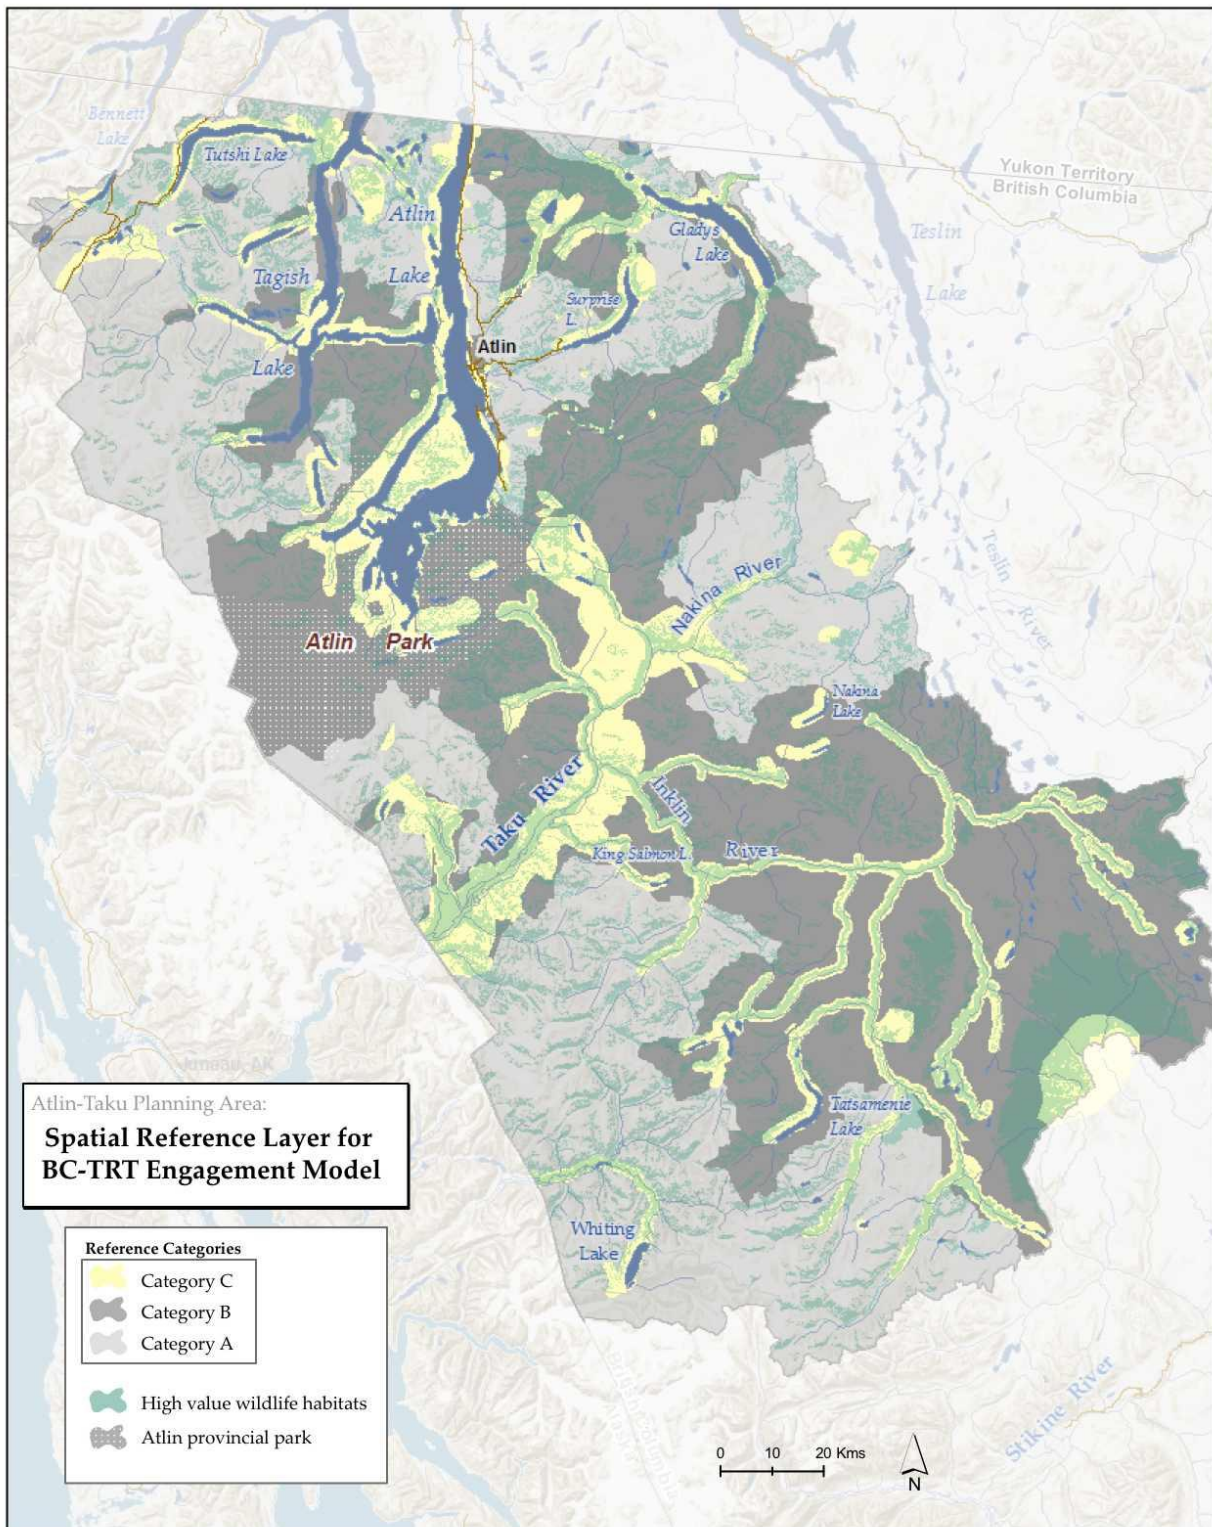 Bennett
Lake
Tutshi Lake
Yukon Territory
British Columbia
Atlin
Lake
Gladys
Lake
Teslin
Lake
Tagish
Lake
Surprise
L.
Atlin
Teslin
River
Nakina River
Atlin Park
Nakina
Lake
Taku River
Inklin
River
King Salmon L.
Juneau, AK
Tatsamenie
Lake
Whiting
Lake
Stikine River
Atlin-Taku Planning Area:
Spatial Reference Layer for
BC-TRT Engagement Model
Reference Categories
Category C
Category B
Category A
High value wildlife habitats
Atlin provincial park
0 10 20 Kms
N